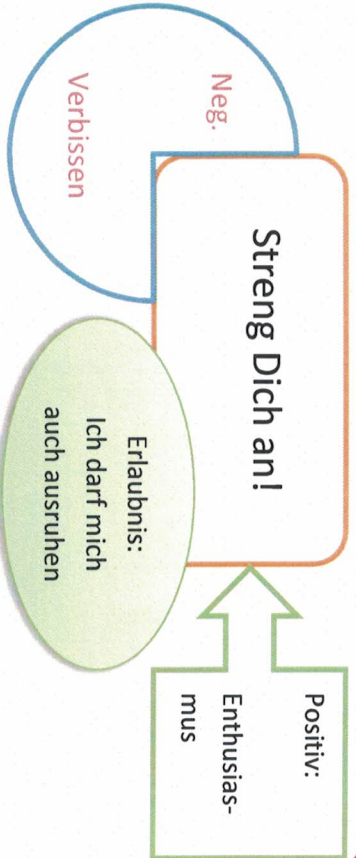 Streng Dich an!
Positiv:
Enthusias-
mus
Neg.
Verbissen
Erlaubnis:
Ich darf mich
auch ausruhen